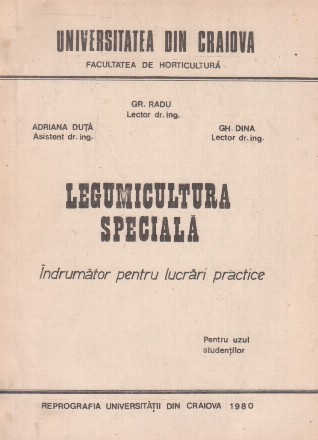 UNIVERSITATEA DIN CRAIOVA
FACULTATEA DE HORTICULTURĂ
GR. RADU
Lector dr. ing.
ADRIANA DUȚĂ
Asistent dr. ing.
GH. DINA
Lector dr. ing.
LEGUMICULTURA
SPECIALĂ
Îndrumător pentru lucrări practice
Pentru uzul
studenților
REPROGRAFIA UNIVERSITĂȚII DIN CRAIOVA 1980